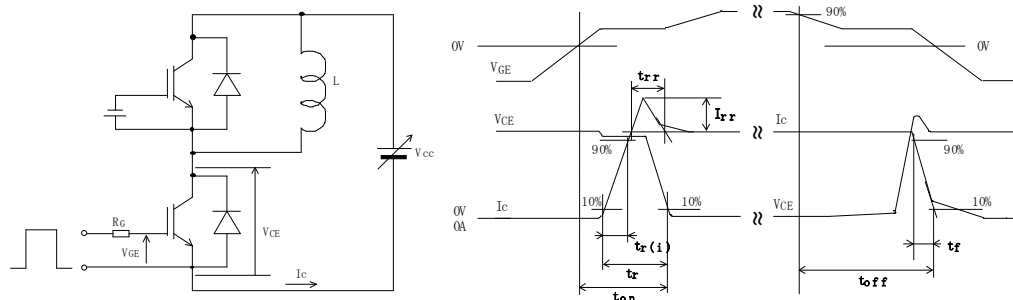 L
Vcc
RG
VGE
VCE
Ic
0V
VGE
90%
0V
trr
Irr
VCE
Ic
90%
90%
Ic
10%
10%
VCE
10%
0V
0A
tr(i)
tr
ton
tf
toff